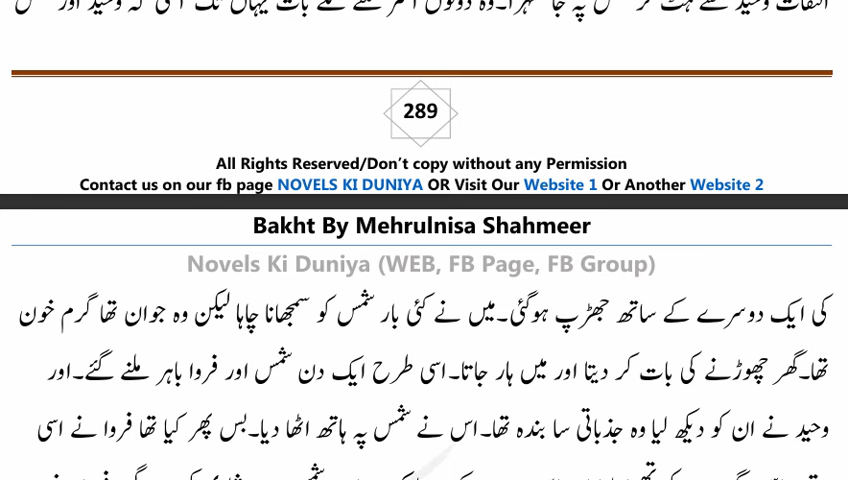 289
All Rights Reserved/Don't copy without any Permission
Contact us on our fb page NOVELS KI DUNIYA OR Visit Our Website 1 Or Another Website 2
Bakht By Mehrulnisa Shahmeer
Novels Ki Duniya (WEB, FB Page, FB Group)
کی ایک دوسرے کے ساتھ جھڑپ ہوگئی۔میں نے کئی بار شمس کو سمجھانا چاہا لیکن وہ جوان تھا گرم خون
تھا۔گھر چھوڑنے کی بات کر دیتا اور میں ہار جاتا۔اسی طرح ایک دن شمس اور فروا باہر ملنے گئے۔اور
وحید نے ان کو دیکھ لیا وہ جذباتی سا بندہ تھا۔اس نے شمس پہ ہاتھ اٹھا دیا۔بس پھر کیا تھا فروا نے اسی